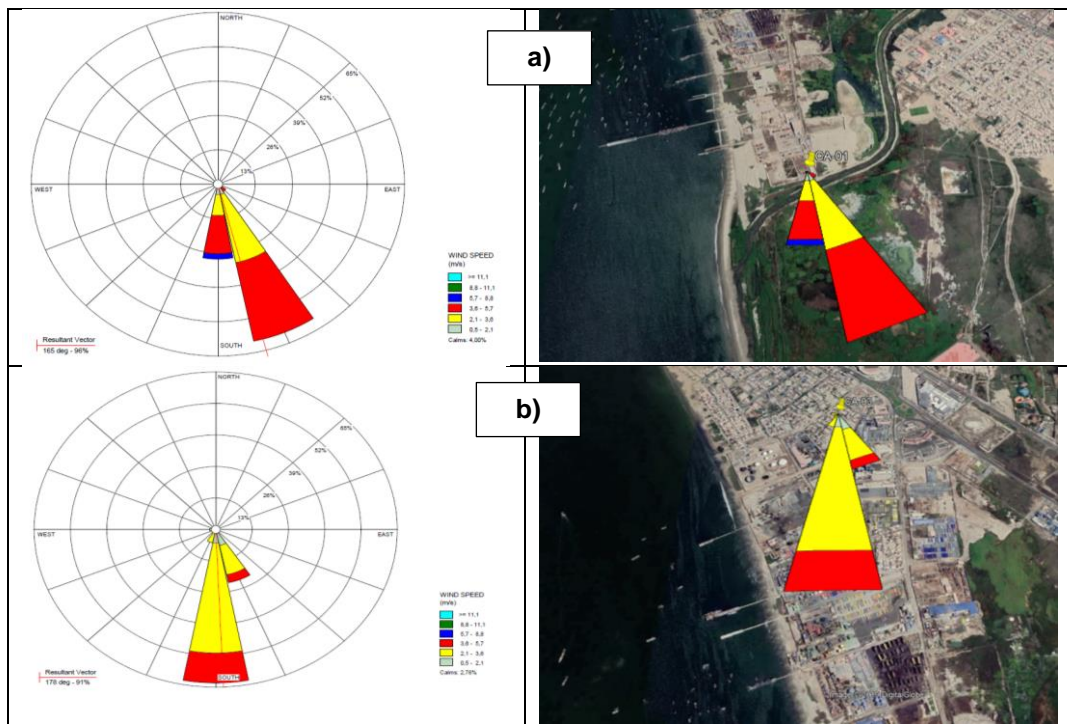 NORTH
65%
52%
39%
26%
13%
WEST
EAST
SOUTH
WIND SPEED
(m/s)
>= 11,1
8,8 - 11,1
5,7 - 8,8
3,6 - 5,7
2,1 - 3,6
0,5 - 2,1
Calms: 4,00%
Resultant Vector
165 deg - 96%
a)
CA-01
NORTH
65%
52%
39%
26%
13%
WEST
EAST
SOUTH
WIND SPEED
(m/s)
>= 11,1
8,8 - 11,1
5,7 - 8,8
3,6 - 5,7
2,1 - 3,6
0,5 - 2,1
Calms: 2,76%
Resultant Vector
178 deg - 91%
b)